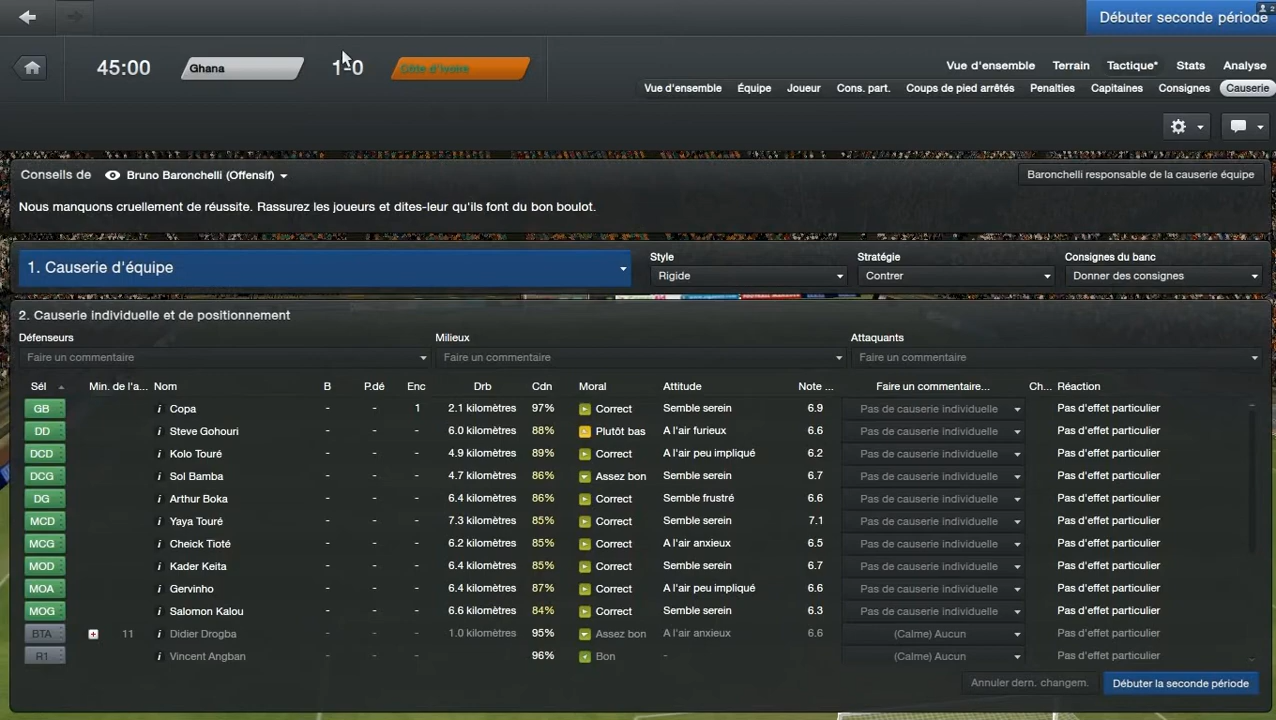 Débuter seconde période
2
45:00 Ghana 1-0 Côte d'Ivoire
Vue d'ensemble Terrain Tactique* Stats Analyse
Vue d'ensemble Équipe Joueur Cons. part. Coups de pied arrêtés Penalties Capitaines Consignes Causerie
Conseils de Bruno Baronchelli (Offensif) Baronchelli responsable de la causerie équipe
Nous manquons cruellement de réussite. Rassurez les joueurs et dites-leur qu'ils font du bon boulot.
1. Causerie d'équipe
Style Stratégie Consignes du banc
Rigide Contrer Donner des consignes
2. Causerie individuelle et de positionnement
Défenseurs Milieux Attaquants
Faire un commentaire Faire un commentaire Faire un commentaire
Sél Min. de l'a... Nom B P.dé Enc Drb Cdn Moral Attitude Note ... Faire un commentaire... Ch... Réaction
GB i Copa - - 1 2.1 kilomètres 97% Correct Semble serein 6.9 Pas de causerie individuelle Pas d'effet particulier
DD i Steve Gohouri - - - 6.0 kilomètres 88% Plutôt bas A l'air furieux 6.6 Pas de causerie individuelle Pas d'effet particulier
DCD i Kolo Touré - - - 4.9 kilomètres 89% Correct A l'air peu impliqué 6.2 Pas de causerie individuelle Pas d'effet particulier
DCG i Sol Bamba - - - 4.7 kilomètres 86% Assez bon Semble serein 6.7 Pas de causerie individuelle Pas d'effet particulier
DG i Arthur Boka - - - 6.4 kilomètres 86% Correct Semble frustré 6.6 Pas de causerie individuelle Pas d'effet particulier
MCD i Yaya Touré - - - 7.3 kilomètres 85% Correct Semble serein 7.1 Pas de causerie individuelle Pas d'effet particulier
MCG i Cheick Tioté - - - 6.2 kilomètres 85% Correct A l'air anxieux 6.5 Pas de causerie individuelle Pas d'effet particulier
MOD i Kader Keita - - - 6.4 kilomètres 85% Correct Semble serein 6.7 Pas de causerie individuelle Pas d'effet particulier
MOA i Gervinho - - - 6.4 kilomètres 87% Correct A l'air peu impliqué 6.6 Pas de causerie individuelle Pas d'effet particulier
MOG i Salomon Kalou - - - 6.6 kilomètres 84% Correct Semble serein 6.3 Pas de causerie individuelle Pas d'effet particulier
BTA 11 i Didier Drogba - - - 1.0 kilomètres 95% Assez bon A l'air anxieux 6.6 (Calme) Aucun Pas d'effet particulier
R1 i Vincent Angban 96% Bon - (Calme) Aucun Pas d'effet particulier
Annuler dern. changem. Débuter la seconde période